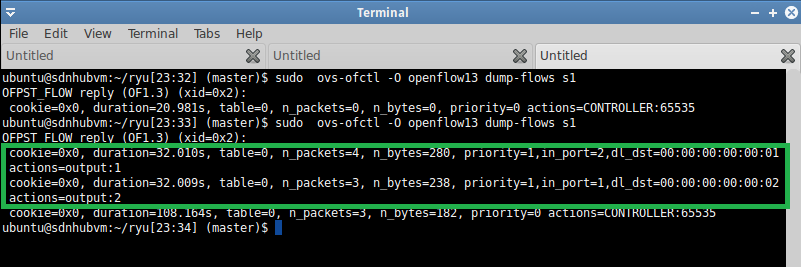 Terminal
File Edit View Terminal Tabs Help
Untitled Untitled Untitled
ubuntu@sdnhubvm:~/ryu[23:32] (master)$ sudo  ovs-ofctl -O openflow13 dump-flows s1
OFPST_FLOW reply (OF1.3) (xid=0x2):
 cookie=0x0, duration=20.981s, table=0, n_packets=0, n_bytes=0, priority=0 actions=CONTROLLER:65535
ubuntu@sdnhubvm:~/ryu[23:33] (master)$ sudo  ovs-ofctl -O openflow13 dump-flows s1
OFPST_FLOW reply (OF1.3) (xid=0x2):
 cookie=0x0, duration=32.010s, table=0, n_packets=4, n_bytes=280, priority=1,in_port=2,dl_dst=00:00:00:00:00:01
 actions=output:1
 cookie=0x0, duration=32.009s, table=0, n_packets=3, n_bytes=238, priority=1,in_port=1,dl_dst=00:00:00:00:00:02
 actions=output:2
 cookie=0x0, duration=108.164s, table=0, n_packets=3, n_bytes=182, priority=0 actions=CONTROLLER:65535
ubuntu@sdnhubvm:~/ryu[23:34] (master)$